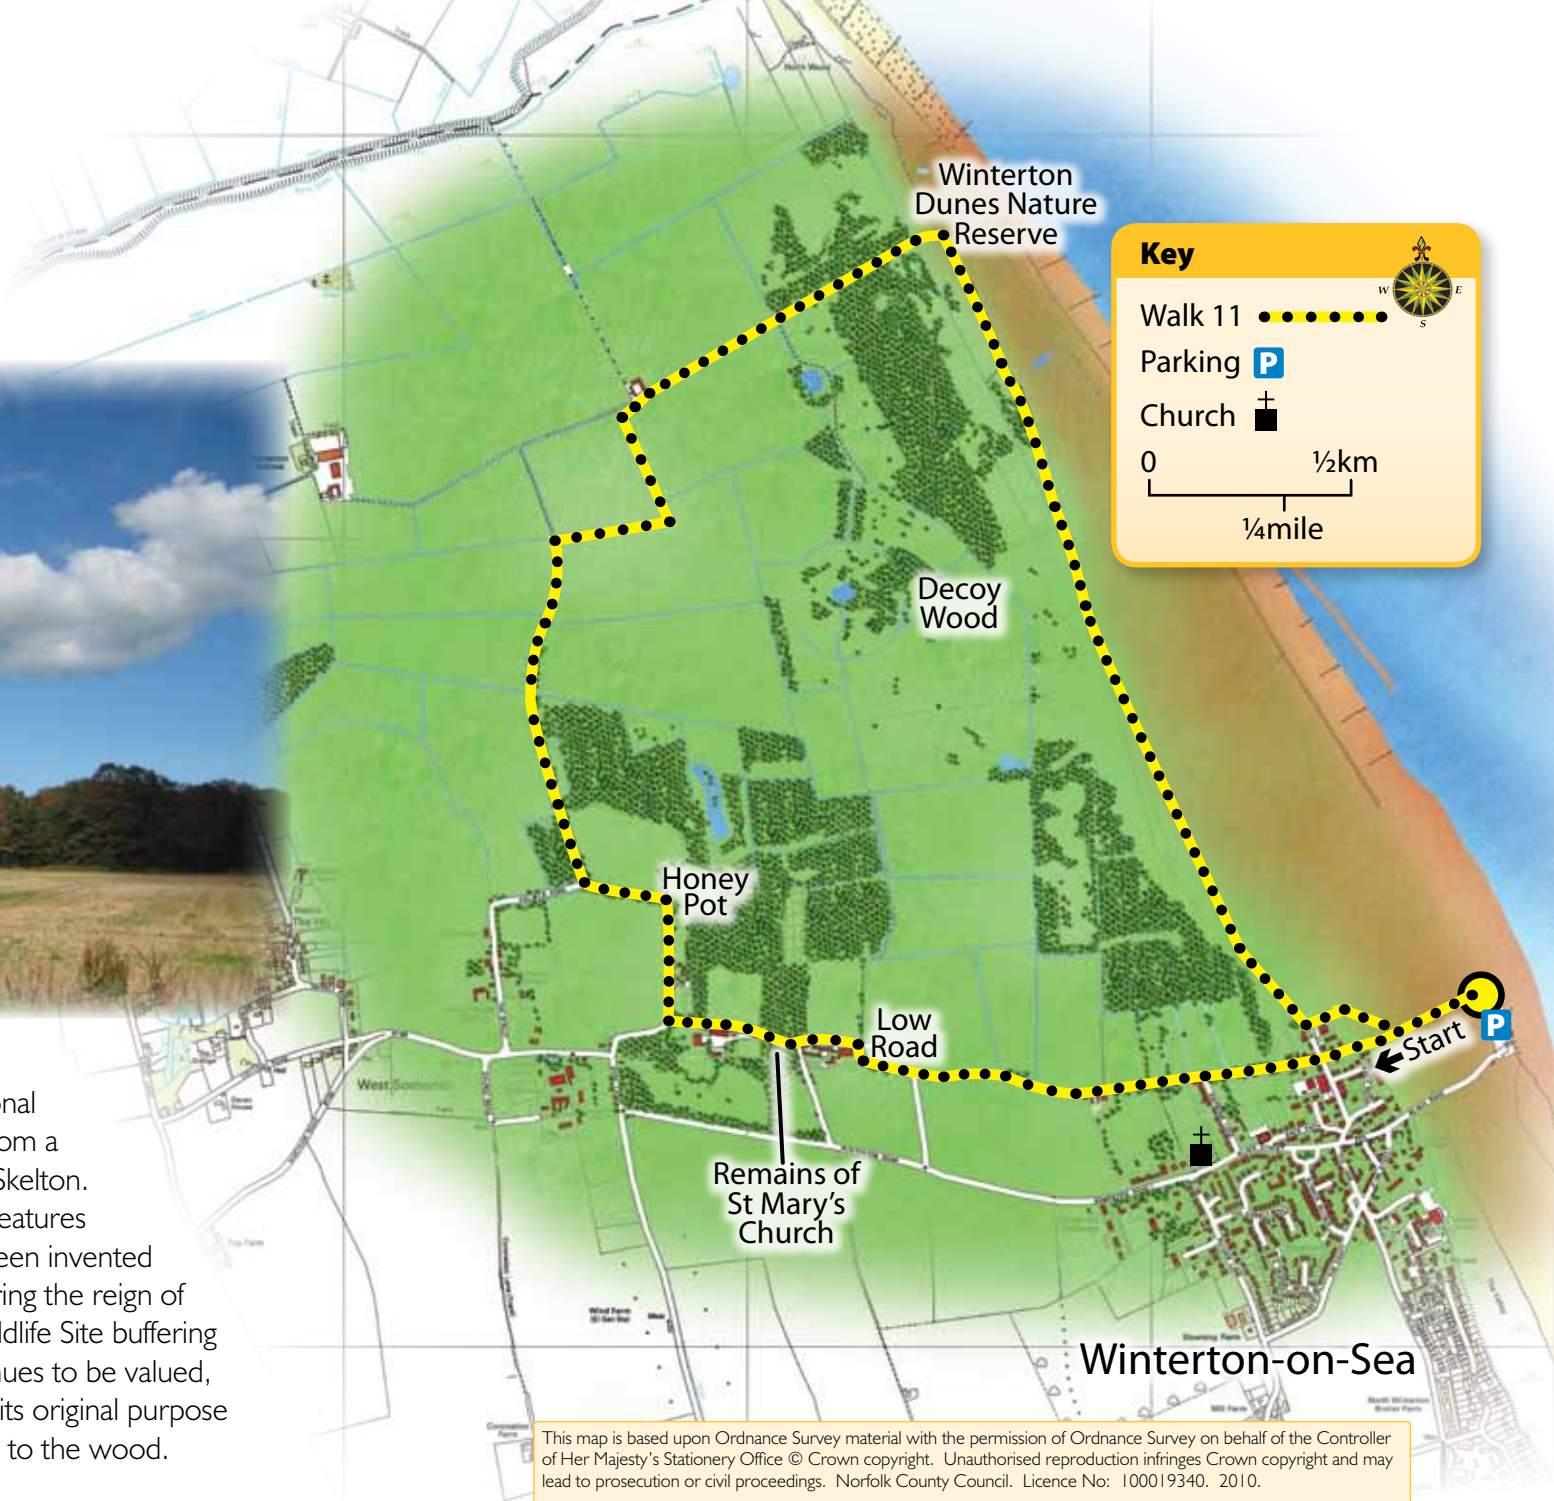 Winterton
Dunes Nature
Reserve
Key
W
E
S
Walk 11
Parking P
Church
0 ½km
¼mile
Decoy
Wood
Honey
Pot
Low
Road
Start
P
West Somerton
Remains of
St Mary's
Church
Winterton-on-Sea
onal
om a
Skelton.
eatures
een invented
ring the reign of
ldlife Site buffering
nues to be valued,
its original purpose
to the wood.
This map is based upon Ordnance Survey material with the permission of Ordnance Survey on behalf of the Controller
of Her Majesty's Stationery Office © Crown copyright. Unauthorised reproduction infringes Crown copyright and may
lead to prosecution or civil proceedings. Norfolk County Council. Licence No: 100019340. 2010.